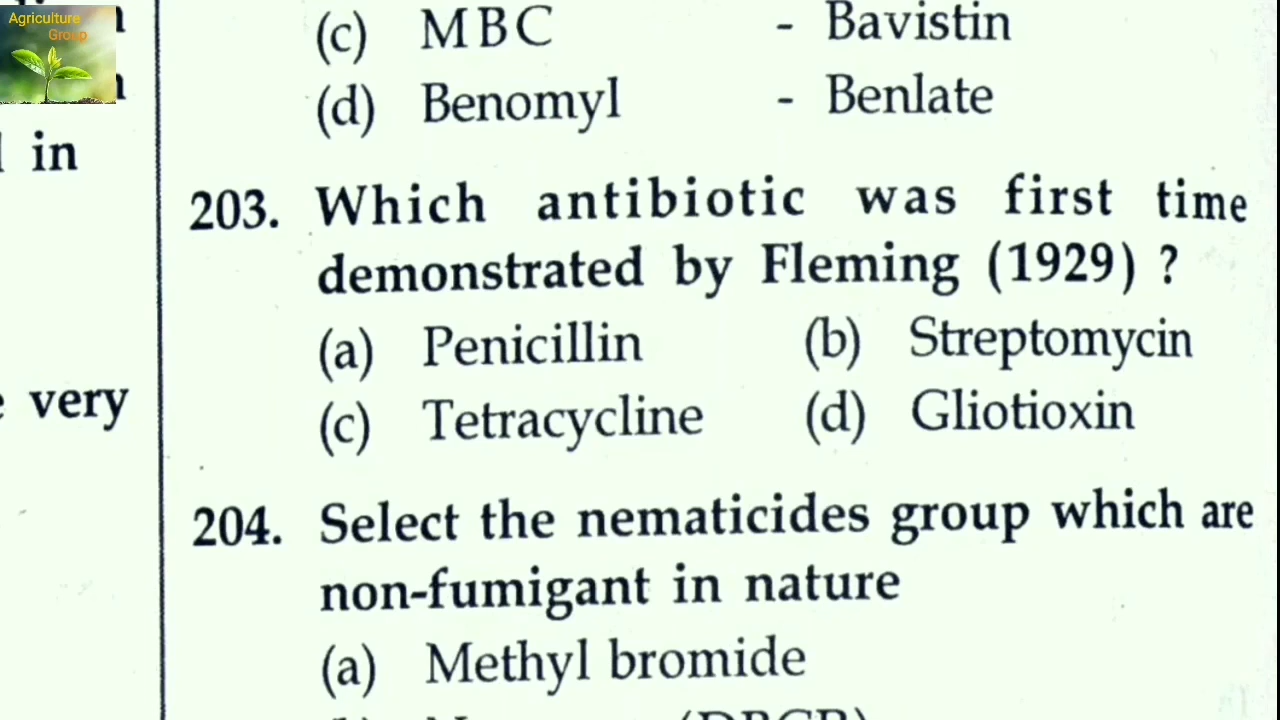 Agriculture
Group
in
very
(c) MBC - Bavistin
(d) Benomyl - Benlate
203. Which antibiotic was first time
demonstrated by Fleming (1929) ?
(a) Penicillin (b) Streptomycin
(c) Tetracycline (d) Gliotioxin
204. Select the nematicides group which are
non-fumigant in nature
(a) Methyl bromide